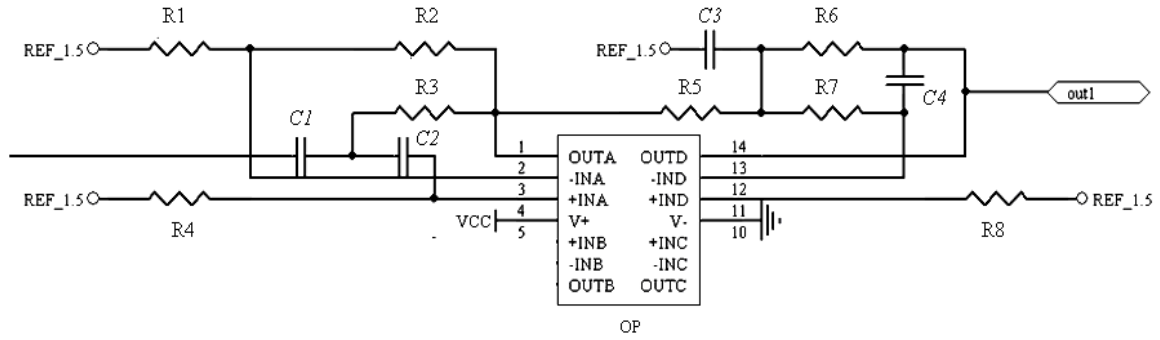 R1
R2
C3
R6
REF_1.5
REF_1.5
R3
R5
R7
C4
out1
C1
C2
1 OUTA OUTD 14
2 -INA -IND 13
REF_1.5 3 +INA +IND 12 REF_1.5
R4
VCC 4 V+ V- 11
R8
5 +INB +INC 10
-INB -INC
OUTB OUTC
OP